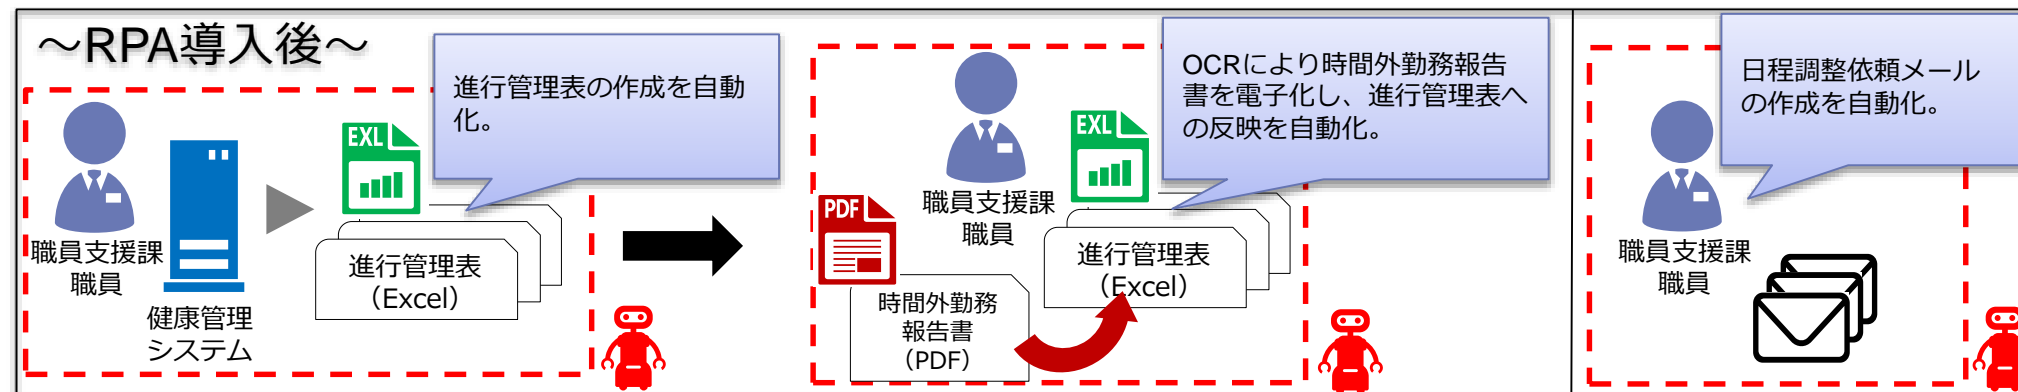 ～RPA導入後～
進行管理表の作成を自動
化。
EXL
職員支援課
職員
健康管理
システム
進行管理表
（Excel）
OCRにより時間外勤務報告
書を電子化し、進行管理表へ
の反映を自動化。
EXL
PDF
職員支援課
職員
進行管理表
（Excel）
時間外勤務
報告書
（PDF）
日程調整依頼メール
の作成を自動化。
職員支援課
職員